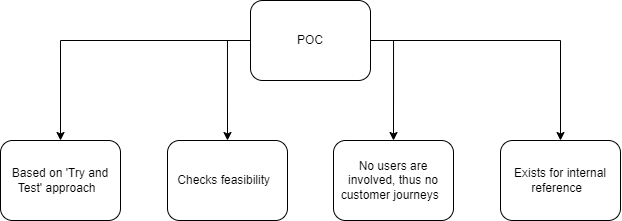 POC
Based on 'Try and
Test' approach
Checks feasibility
No users are
involved, thus no
customer journeys
Exists for internal
reference